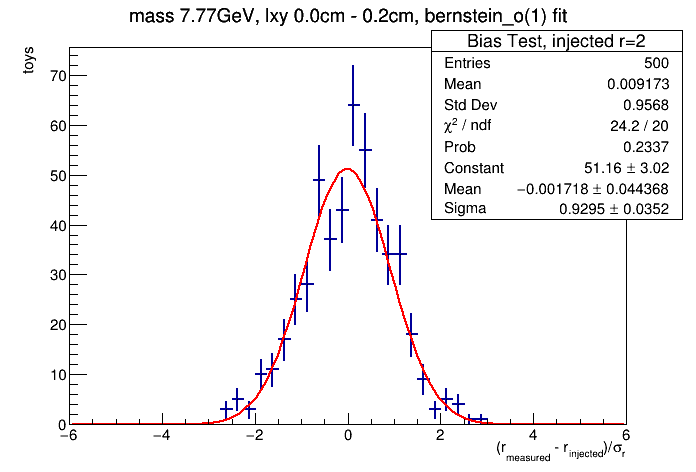 mass 7.77GeV, lxy 0.0cm - 0.2cm, bernstein_o(1) fit
Bias Test, injected r=2
Entries 500
Mean 0.009173
Std Dev 0.9568
χ² / ndf 24.2 / 20
Prob 0.2337
Constant 51.16 ± 3.02
Mean −0.001718 ± 0.044368
Sigma 0.9295 ± 0.0352
toys
70
60
50
40
30
20
10
0
−6 −4 −2 0 2 4 6
(r_measured - r_injected)/σ_r